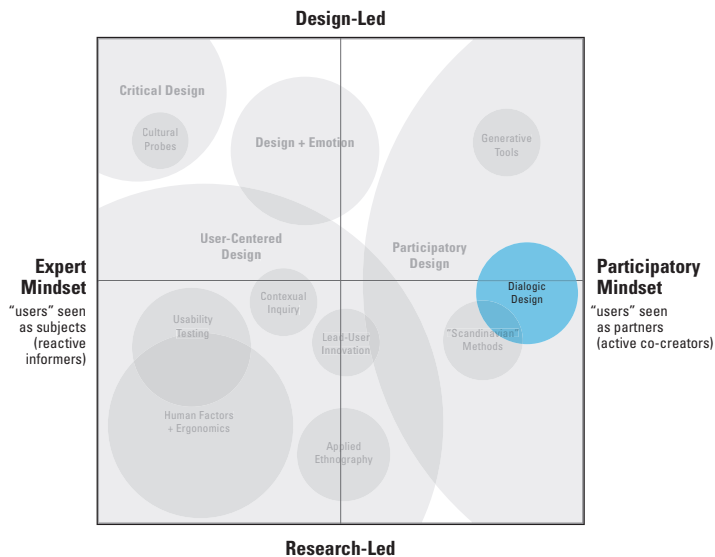 Design-Led
Critical Design
Cultural
Probes
Design + Emotion
Generative
Tools
User-Centered
Design
Participatory
Design
Expert
Mindset
"users" seen
as subjects
(reactive
informers)
Dialogic
Design
Participatory
Mindset
"users" seen
as partners
(active co-creators)
Contexual
Inquiry
Usability
Testing
Lead-User
Innovation
"Scandinavian"
Methods
Human Factors
+ Ergonomics
Applied
Ethnography
Research-Led